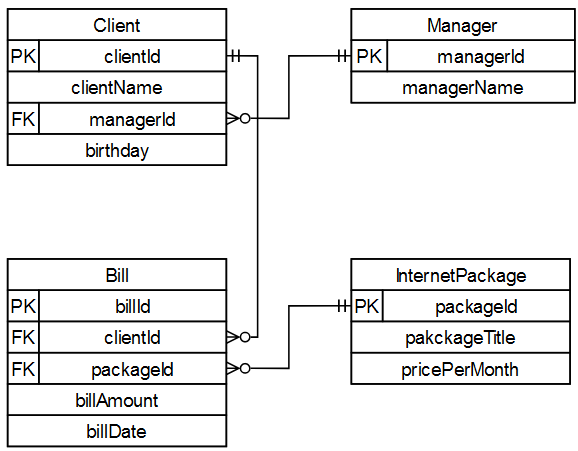 Client
PK clientId
clientName
FK managerId
birthday
Manager
PK managerId
managerName
Bill
PK billId
FK clientId
FK packageId
billAmount
billDate
InternetPackage
PK packageId
pakckageTitle
pricePerMonth